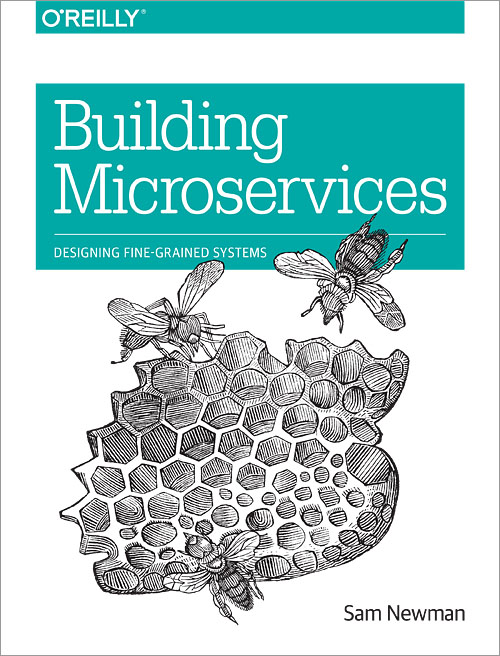 O'REILLY®
Building
Microservices
DESIGNING FINE-GRAINED SYSTEMS
Sam Newman